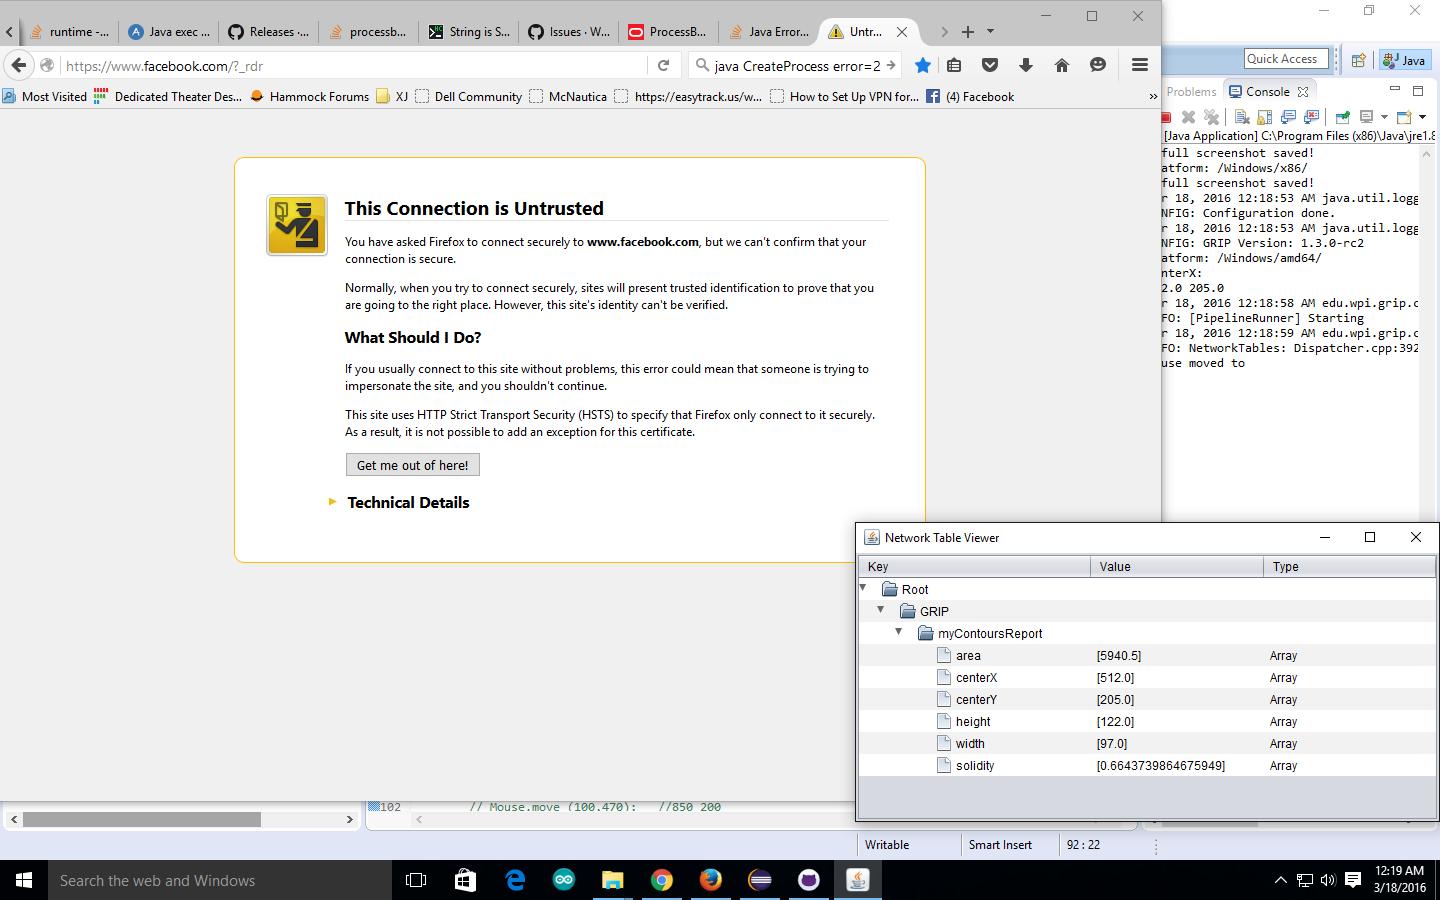 runtime -...
Java exec ...
Releases ·...
processb...
String is S...
Issues · W...
ProcessB...
Java Error...
Untr...
https://www.facebook.com/?_rdr
java CreateProcess error=2
Most Visited
Dedicated Theater Des...
Hammock Forums
XJ
Dell Community
McNautica
https://easytrack.us/w...
How to Set Up VPN for...
(4) Facebook
»
This Connection is Untrusted
You have asked Firefox to connect securely to www.facebook.com, but we can't confirm that your
connection is secure.
Normally, when you try to connect securely, sites will present trusted identification to prove that you
are going to the right place. However, this site's identity can't be verified.
What Should I Do?
If you usually connect to this site without problems, this error could mean that someone is trying to
impersonate the site, and you shouldn't continue.
This site uses HTTP Strict Transport Security (HSTS) to specify that Firefox only connect to it securely.
As a result, it is not possible to add an exception for this certificate.
Get me out of here!
Technical Details
Quick Access
Java
Problems
Console
[Java Application] C:\Program Files (x86)\Java\jre1.8
full screenshot saved!
atform: /Windows/x86/
full screenshot saved!
r 18, 2016 12:18:53 AM java.util.logg
NFIG: Configuration done.
r 18, 2016 12:18:53 AM java.util.logg
NFIG: GRIP Version: 1.3.0-rc2
atform: /Windows/amd64/
nterX:
2.0 205.0
r 18, 2016 12:18:58 AM edu.wpi.grip.c
FO: [PipelineRunner] Starting
r 18, 2016 12:18:59 AM edu.wpi.grip.c
FO: NetworkTables: Dispatcher.cpp:392
use moved to
Network Table Viewer
Key Value Type
Root
GRIP
myContoursReport
area [5940.5] Array
centerX [512.0] Array
centerY [205.0] Array
height [122.0] Array
width [97.0] Array
solidity [0.6643739864675949] Array
102 // Mouse.move (100,470); //850 200
Writable
Smart Insert
92 : 22
Search the web and Windows
12:19 AM
3/18/2016